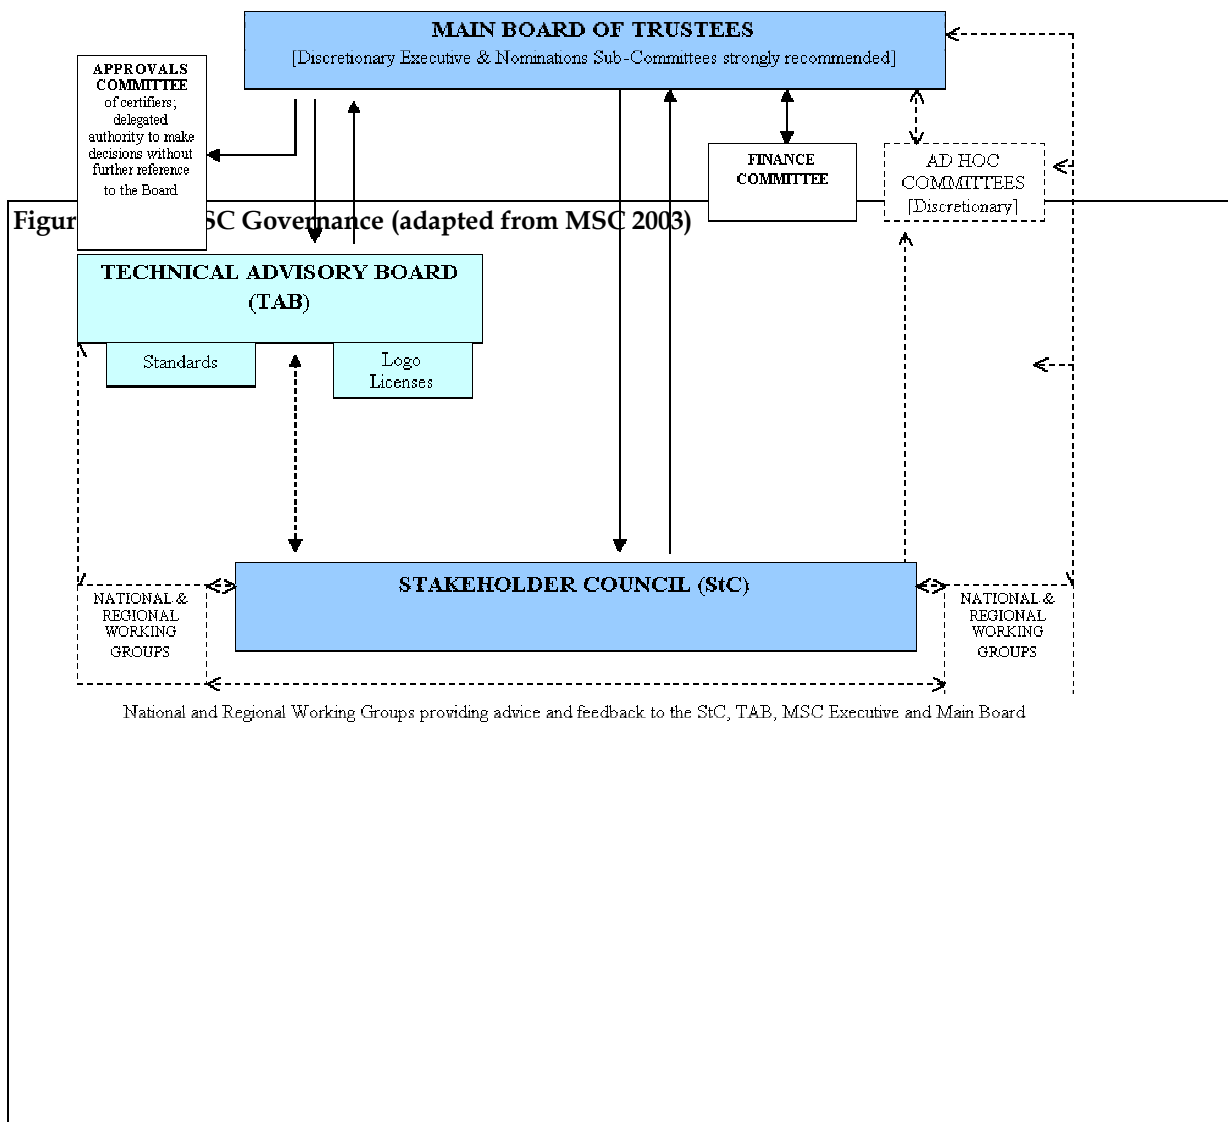 MAIN BOARD OF TRUSTEES
[Discretionary Executive & Nominations Sub-Committees strongly recommended]
APPROVALS
COMMITTEE
of certifiers;
delegated
authority to make
decisions without
further reference
to the Board
FINANCE
COMMITTEE
AD HOC
COMMITTEES
[Discretionary]
Figur SC Governance (adapted from MSC 2003)
TECHNICAL ADVISORY BOARD
(TAB)
Standards
Logo
Licenses
STAKEHOLDER COUNCIL (StC)
NATIONAL &
REGIONAL
WORKING
GROUPS
NATIONAL &
REGIONAL
WORKING
GROUPS
National and Regional Working Groups providing advice and feedback to the StC, TAB, MSC Executive and Main Board